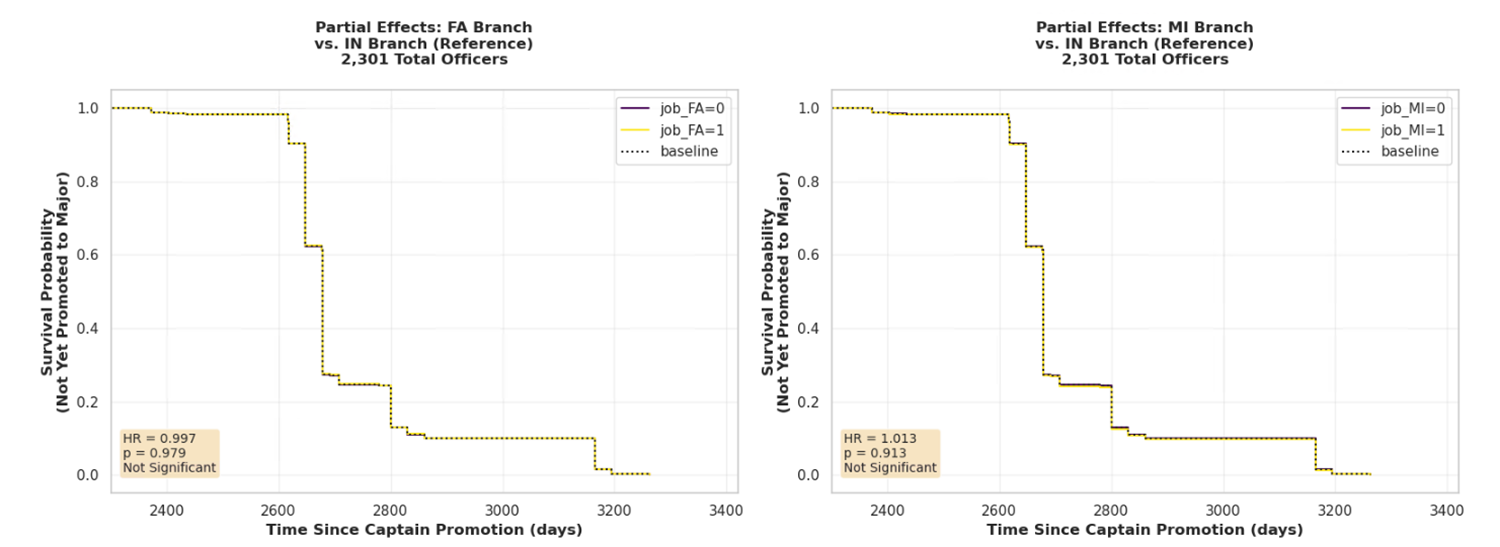 Partial Effects: FA Branch
vs. IN Branch (Reference)
2,301 Total Officers
Survival Probability
(Not Yet Promoted to Major)
1.0
0.8
0.6
0.4
0.2
0.0
job_FA=0
job_FA=1
baseline
HR = 0.997
p = 0.979
Not Significant
2400
2600
2800
3000
3200
3400
Time Since Captain Promotion (days)
Partial Effects: MI Branch
vs. IN Branch (Reference)
2,301 Total Officers
Survival Probability
(Not Yet Promoted to Major)
1.0
0.8
0.6
0.4
0.2
0.0
job_MI=0
job_MI=1
baseline
HR = 1.013
p = 0.913
Not Significant
2400
2600
2800
3000
3200
3400
Time Since Captain Promotion (days)